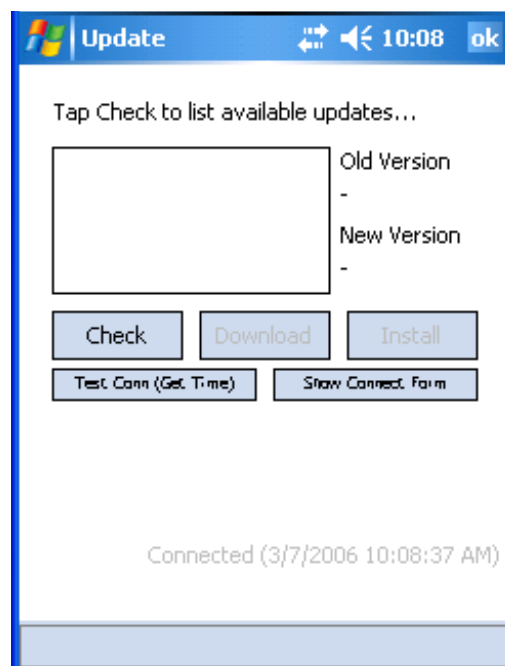 Update 10:08 ok
Tap Check to list available updates...
Old Version
-
New Version
-
Check Download Install
Test Conn (Get Time) Show Connect Form
Connected (3/7/2006 10:08:37 AM)